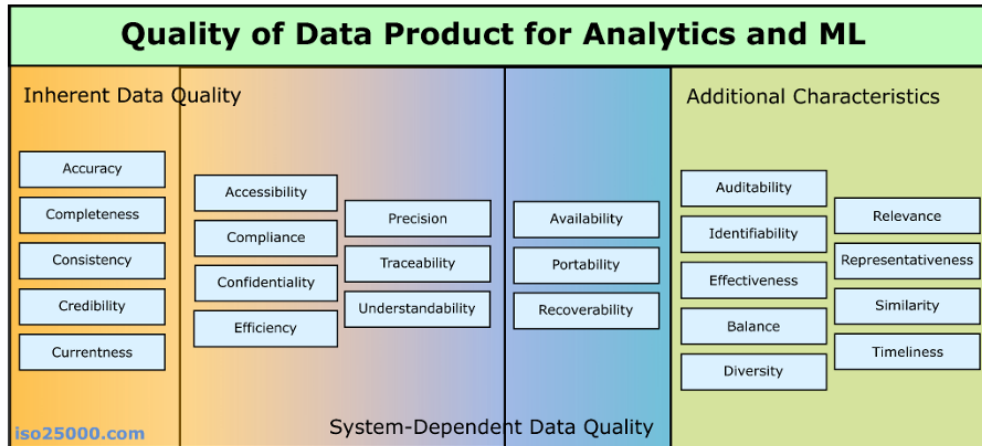 Quality of Data Product for Analytics and ML
Inherent Data Quality
Accuracy
Completeness
Consistency
Credibility
Currentness
Accessibility
Compliance
Confidentiality
Efficiency
Precision
Traceability
Understandability
Availability
Portability
Recoverability
System-Dependent Data Quality
Additional Characteristics
Auditability
Identifiability
Effectiveness
Balance
Diversity
Relevance
Representativeness
Similarity
Timeliness
iso25000.com